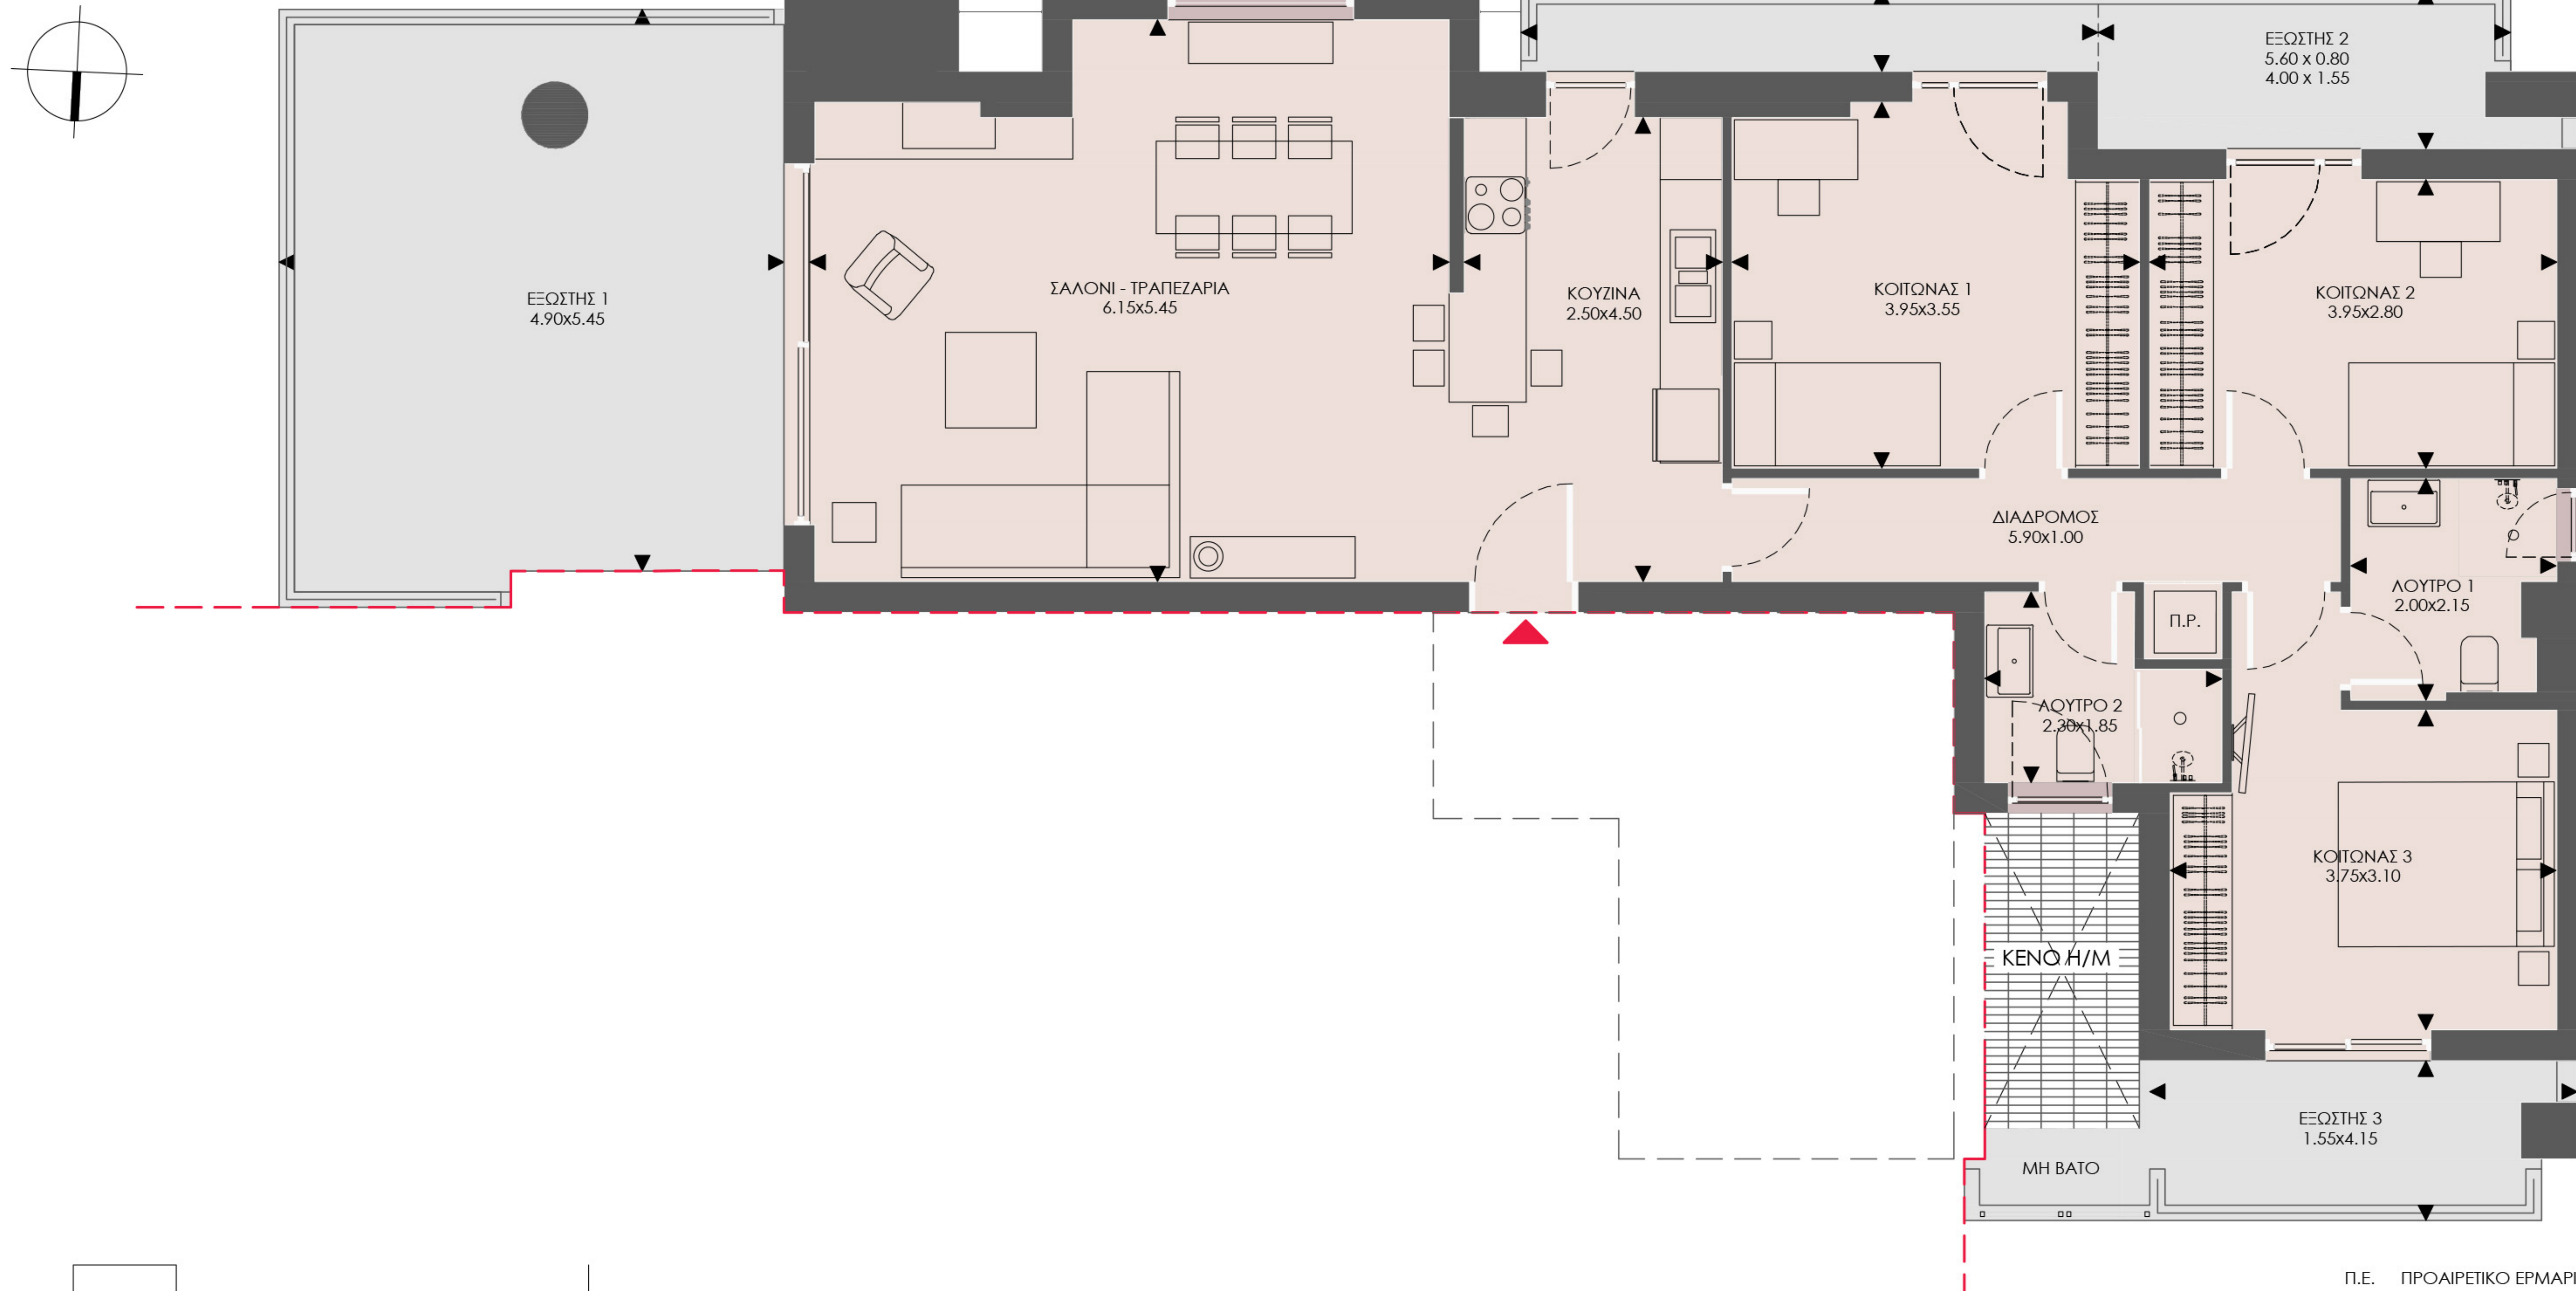 ΕΞΩΣΤΗΣ 2
5.60 x 0.80
4.00 x 1.55
ΕΞΩΣΤΗΣ 1
4.90x5.45
ΣΑΛΟΝΙ - ΤΡΑΠΕΖΑΡΙΑ
6.15x5.45
ΚΟΥΖΙΝΑ
2.50x4.50
ΚΟΙΤΩΝΑΣ 1
3.95x3.55
ΚΟΙΤΩΝΑΣ 2
3.95x2.80
ΔΙΑΔΡΟΜΟΣ
5.90x1.00
ΛΟΥΤΡΟ 1
2.00x2.15
Π.Ρ.
ΛΟΥΤΡΟ 2
2.30x1.85
ΚΟΙΤΩΝΑΣ 3
3.75x3.10
ΚΕΝΟ Η/Μ
ΕΞΩΣΤΗΣ 3
1.55x4.15
ΜΗ ΒΑΤΟ
Π.Ε. ΠΡΟΑΙΡΕΤΙΚΟ ΕΡΜΑΡΙ